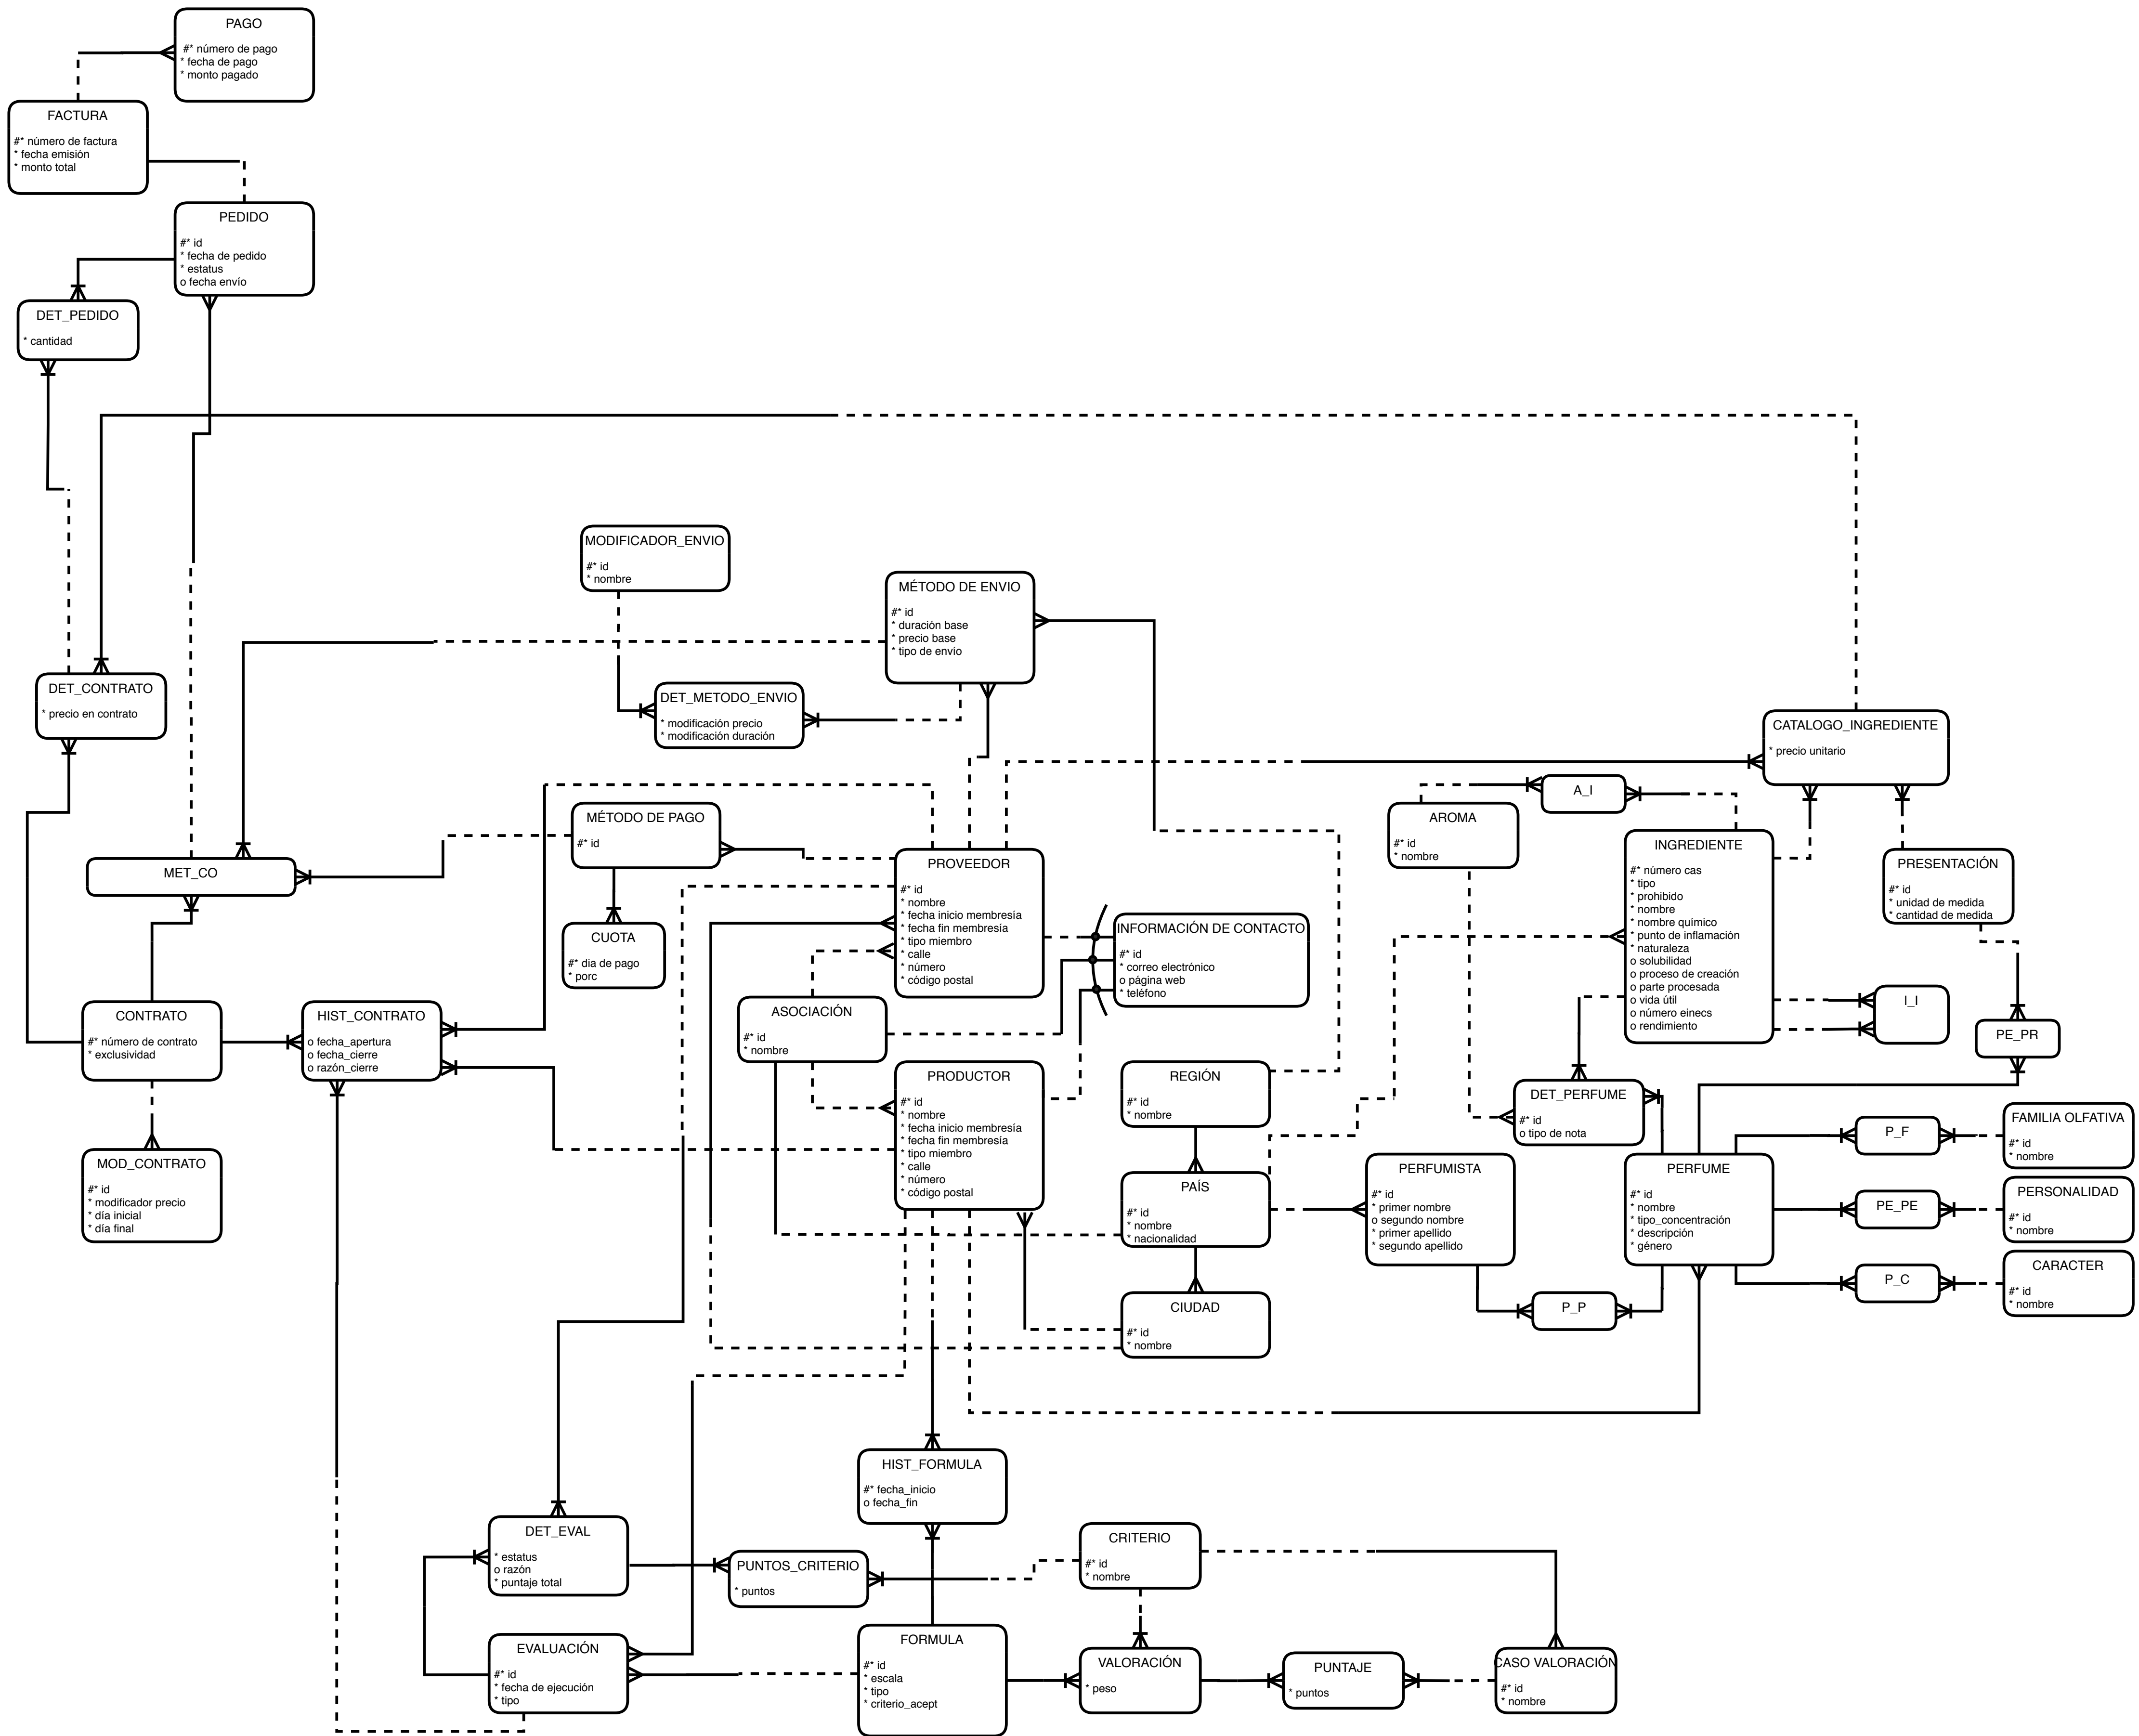 PAGO
#* número de pago
* fecha de pago
* monto pagado
FACTURA
#* número de factura
* fecha emisión
* monto total
PEDIDO
#* id
* fecha de pedido
* estatus
o fecha envío
DET_PEDIDO
* cantidad
MODIFICADOR_ENVIO
#* id
* nombre
MÉTODO DE ENVIO
#* id
* duración base
* precio base
* tipo de envío
DET_CONTRATO
* precio en contrato
DET_METODO_ENVIO
* modificación precio
* modificación duración
CATALOGO_INGREDIENTE
* precio unitario
A_I
MÉTODO DE PAGO
#* id
AROMA
#* id
* nombre
INGREDIENTE
#* número cas
* tipo
* prohibido
* nombre
* nombre químico
* punto de inflamación
* naturaleza
o solubilidad
o proceso de creación
o parte procesada
o vida útil
o número einecs
o rendimiento
PRESENTACIÓN
#* id
* unidad de medida
* cantidad de medida
MET_CO
PROVEEDOR
#* id
* nombre
* fecha inicio membresía
* fecha fin membresía
* tipo miembro
* calle
* número
* código postal
INFORMACIÓN DE CONTACTO
#* id
* correo electrónico
o página web
* teléfono
CUOTA
#* dia de pago
* porc
I_I
PE_PR
CONTRATO
#* número de contrato
* exclusividad
HIST_CONTRATO
o fecha_apertura
o fecha_cierre
o razón_cierre
ASOCIACIÓN
#* id
* nombre
PRODUCTOR
#* id
* nombre
* fecha inicio membresía
* fecha fin membresía
* tipo miembro
* calle
* número
* código postal
REGIÓN
#* id
* nombre
DET_PERFUME
#* id
o tipo de nota
P_F
FAMILIA OLFATIVA
#* id
* nombre
MOD_CONTRATO
#* id
* modificador precio
* día inicial
* día final
PAÍS
#* id
* nombre
* nacionalidad
PERFUMISTA
#* id
* primer nombre
o segundo nombre
* primer apellido
* segundo apellido
PERFUME
#* id
* nombre
* tipo_concentración
* descripción
* género
PE_PE
PERSONALIDAD
#* id
* nombre
P_C
CARACTER
#* id
* nombre
P_P
CIUDAD
#* id
* nombre
HIST_FORMULA
#* fecha_inicio
o fecha_fin
DET_EVAL
* estatus
o razón
* puntaje total
PUNTOS_CRITERIO
* puntos
CRITERIO
#* id
* nombre
EVALUACIÓN
#* id
* fecha de ejecución
* tipo
FORMULA
#* id
* escala
* tipo
* criterio_acept
VALORACIÓN
* peso
PUNTAJE
* puntos
CASO VALORACIÓN
#* id
* nombre